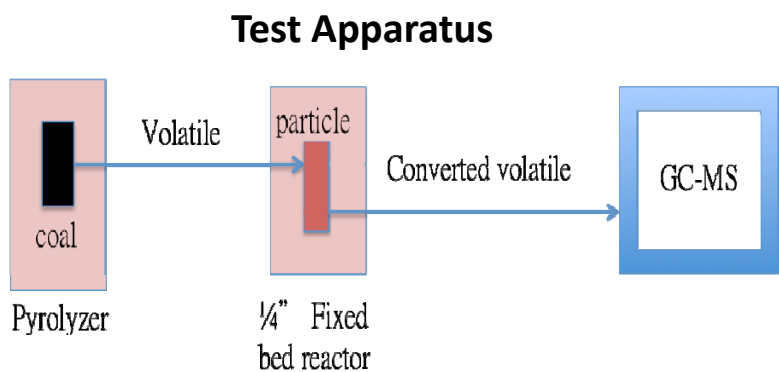 Test Apparatus
Volatile
particle
Converted volatile
GC-MS
coal
Pyrolyzer
¼” Fixed
bed reactor